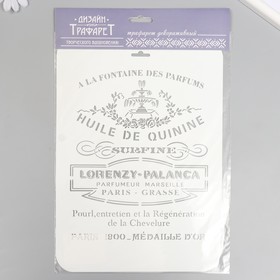 ДИЗАЙН
ТРАФАРЕТ
трафарет декоративный
A LA FONTAINE DES PARFUMS
HUILE DE QUININE
SURFINE
LORENZY-PALANCA
PARFUMEUR MARSEILLE
PARIS - GRASSE
Pour L'entretien et la Régénération
de la Chevelure
PARIS 1900 - MÉDAILLE D'OR